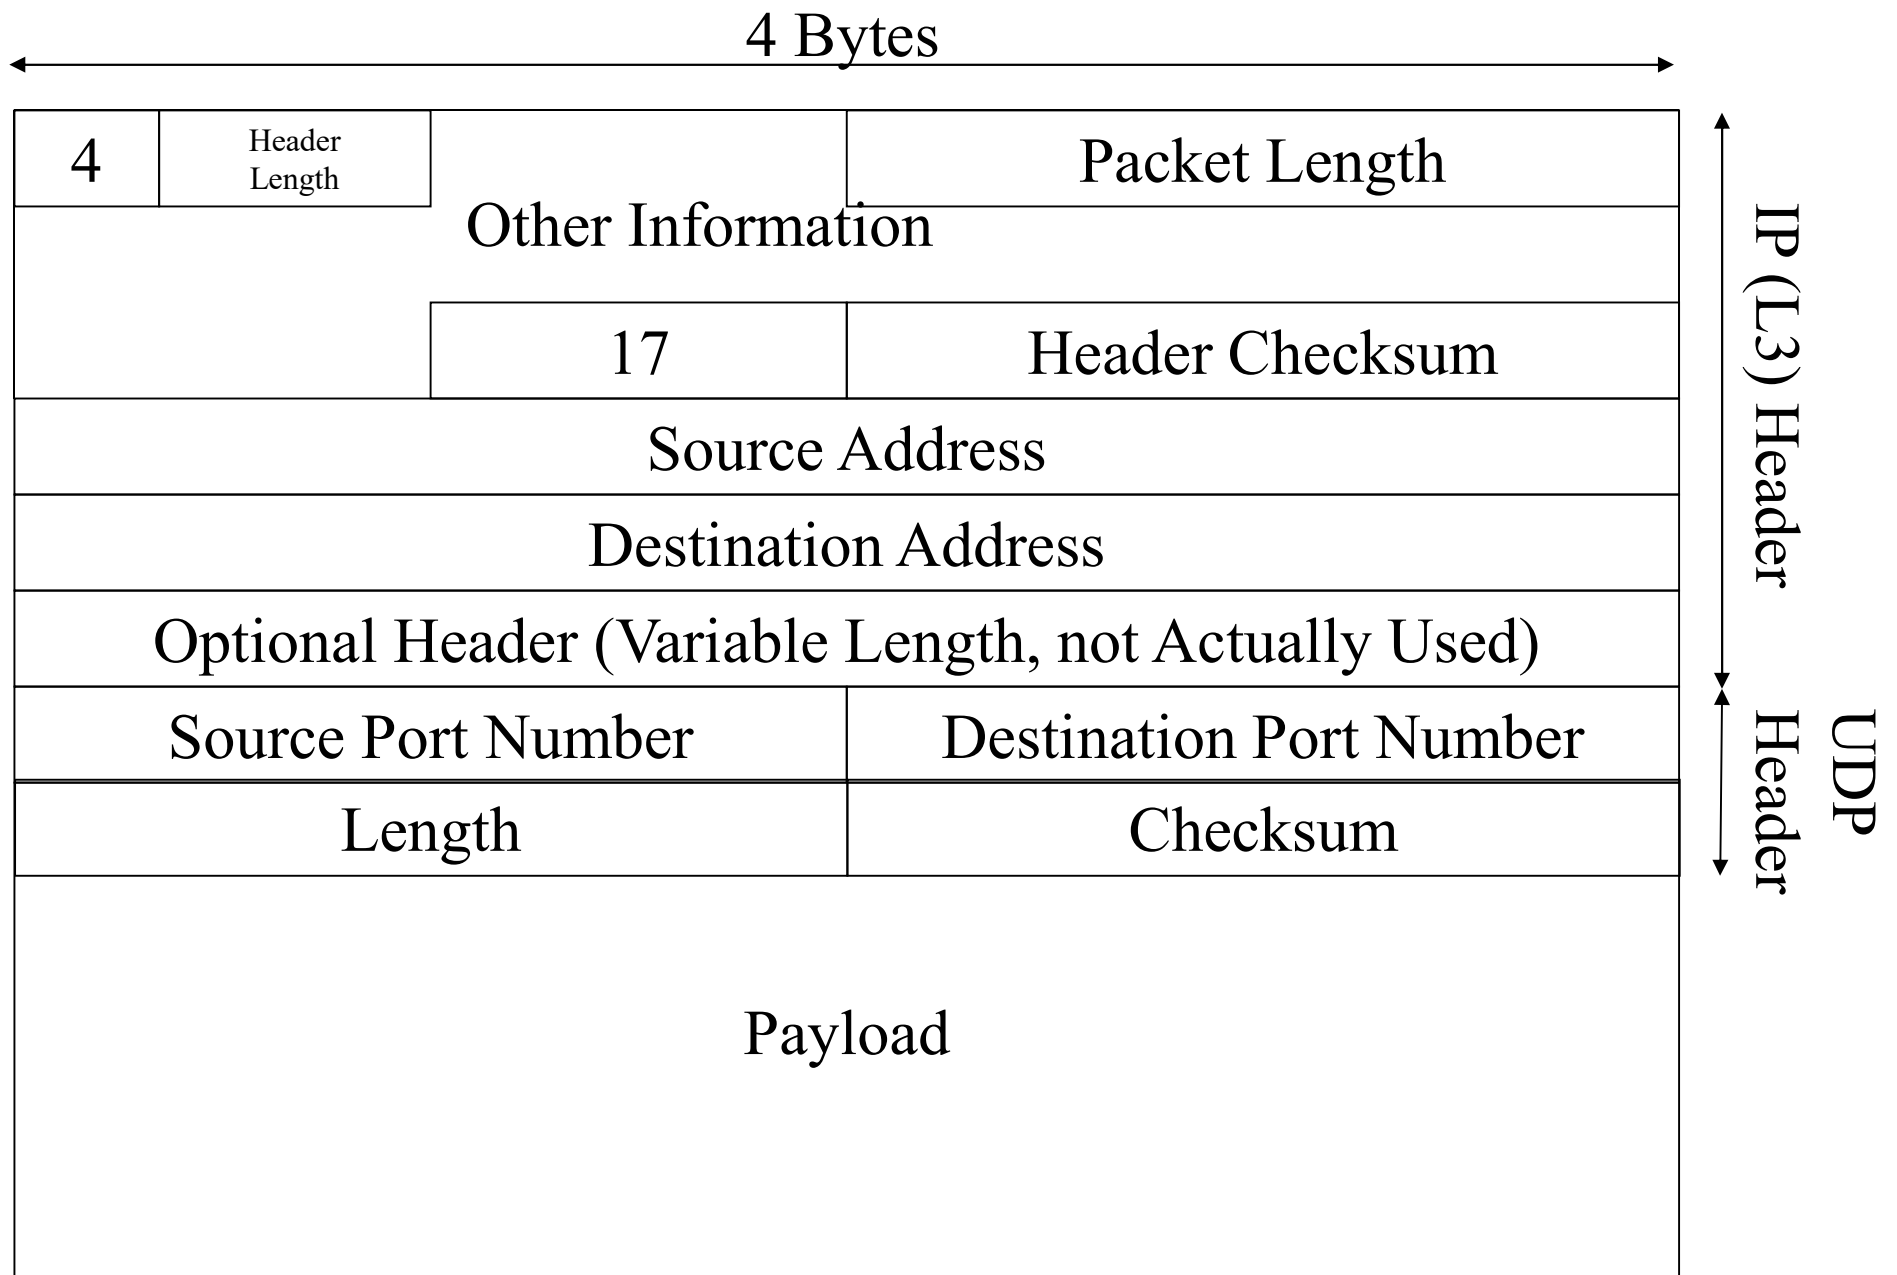 4 Bytes
4
Header
Length
Packet Length
Other Information
17
Header Checksum
Source Address
Destination Address
Optional Header (Variable Length, not Actually Used)
IP (L3) Header
Source Port Number
Destination Port Number
Length
Checksum
UDP
Header
Payload